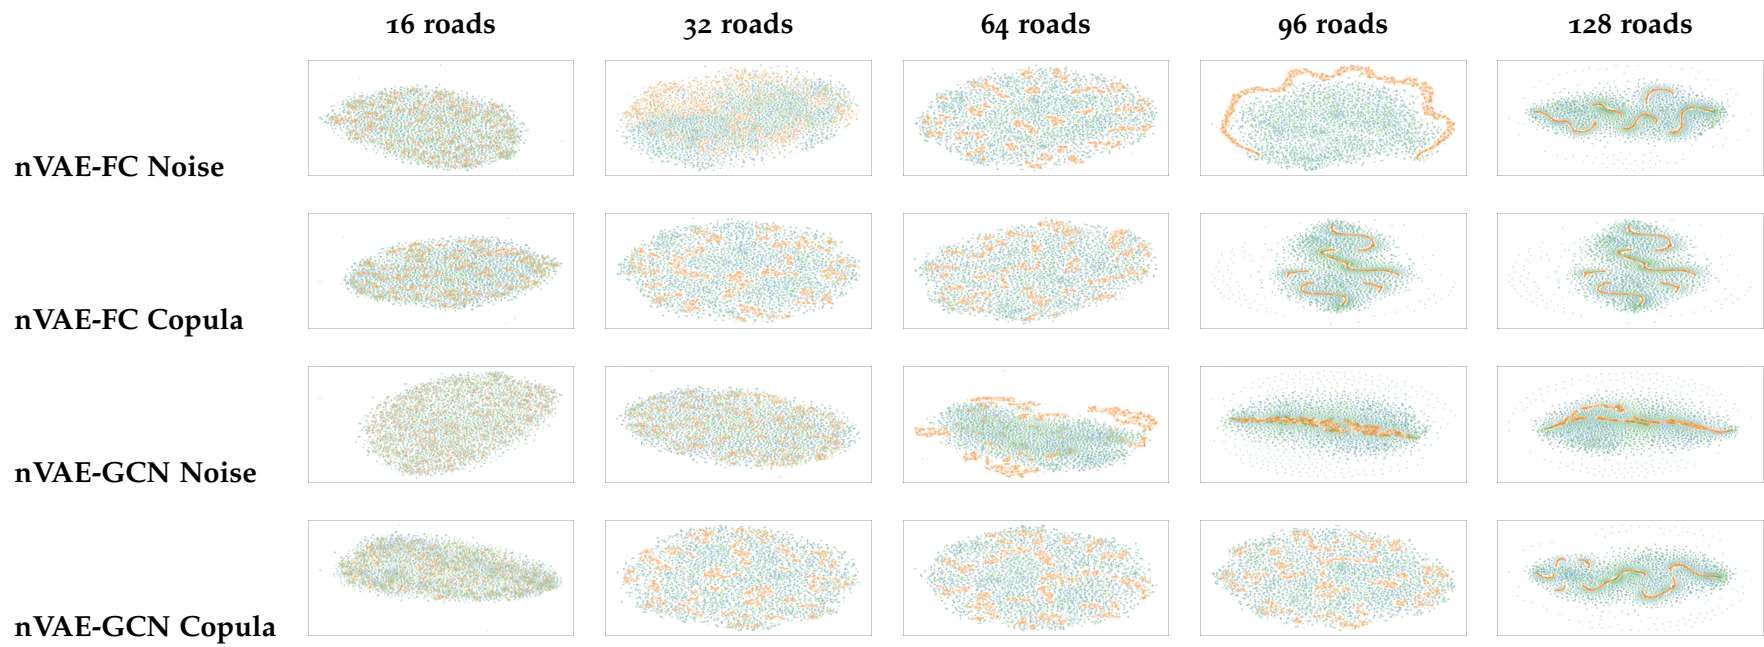 16 roads 32 roads 64 roads 96 roads 128 roads
nVAE-FC Noise
nVAE-FC Copula
nVAE-GCN Noise
nVAE-GCN Copula